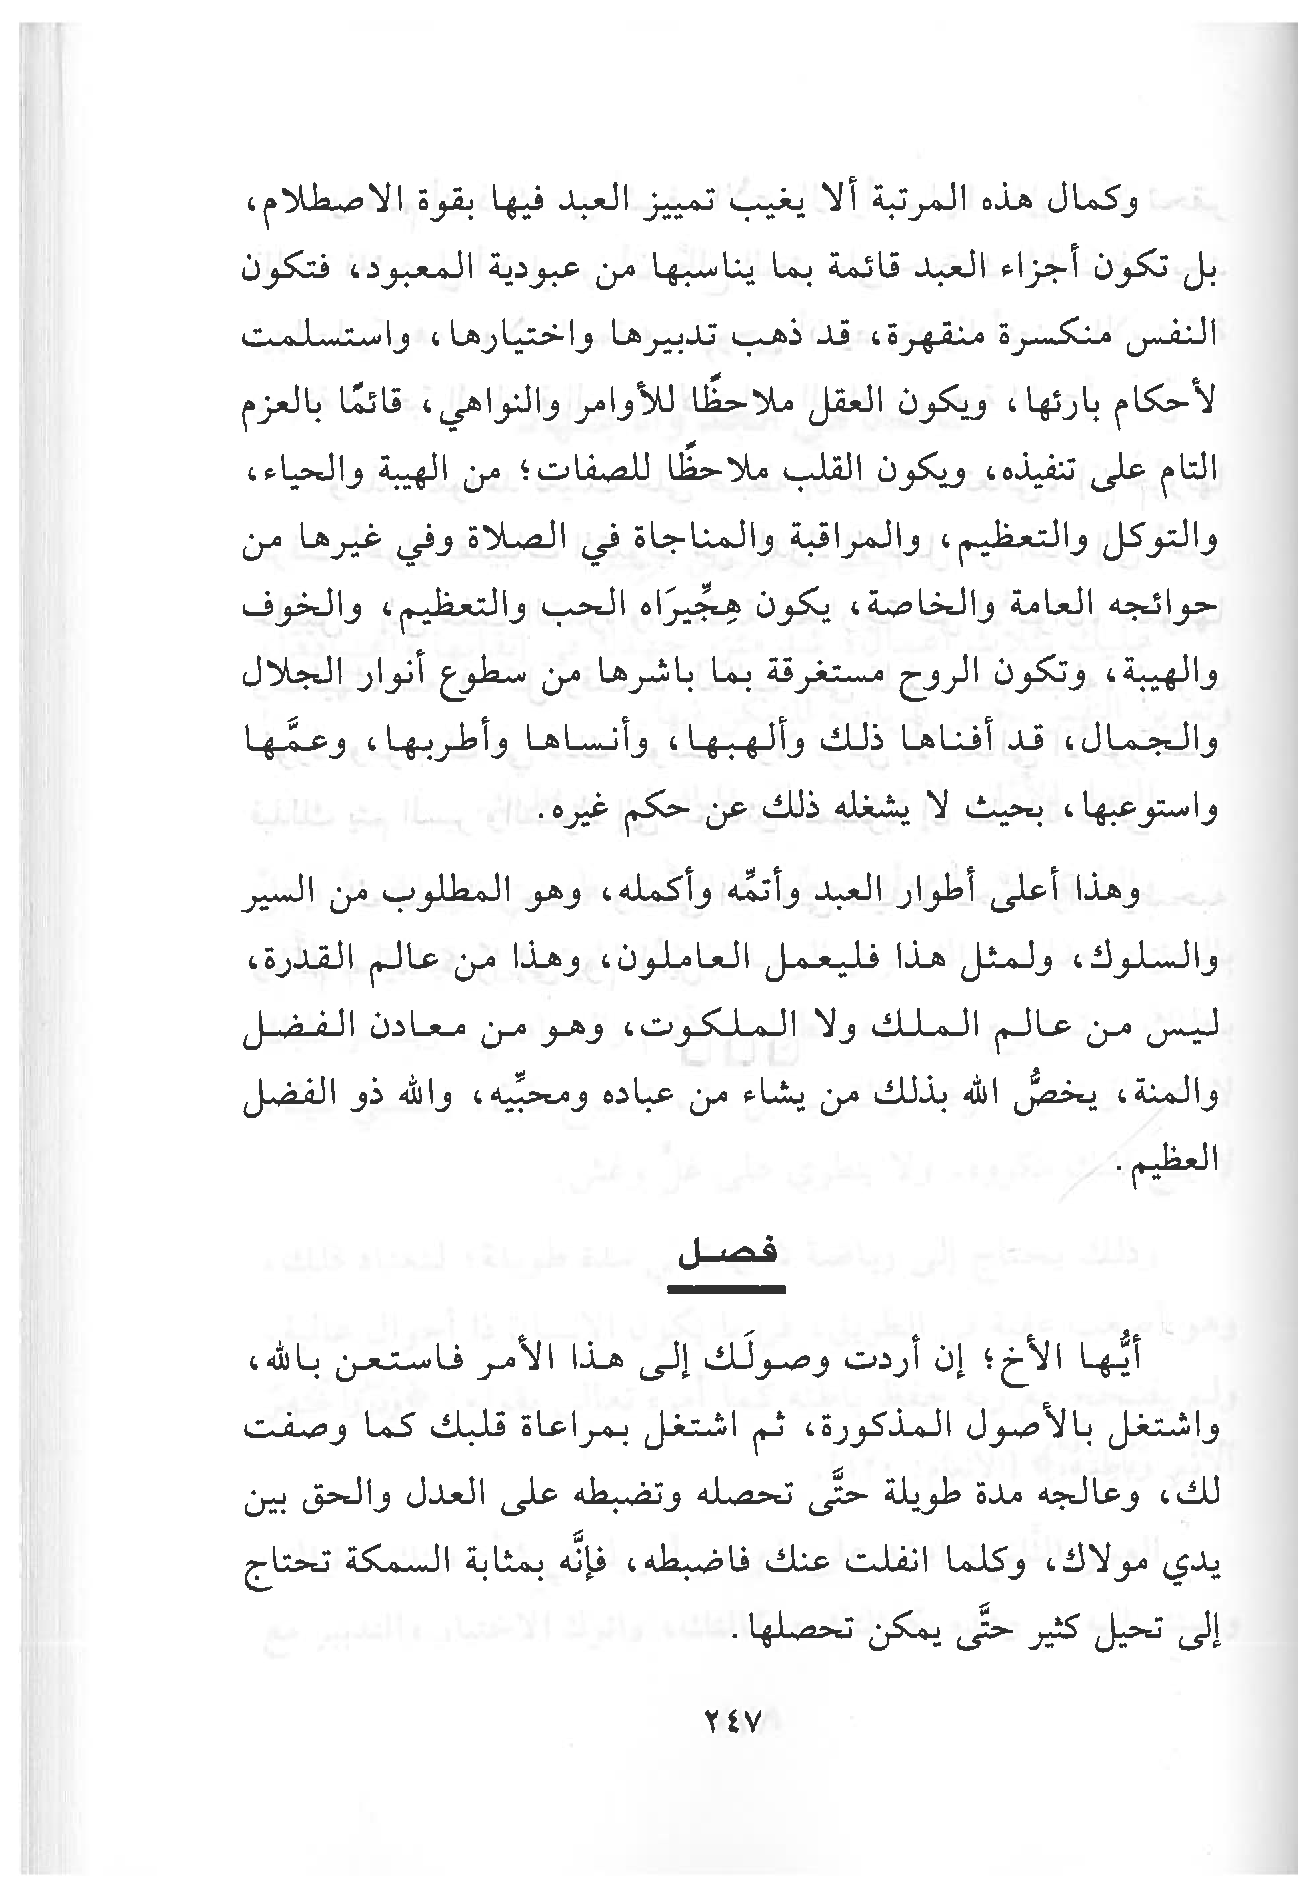 وكمال هذه المرتبة ألا يغيب تمييز العبد فيها بقوة الاصطلام،
بل تكون أجزاء العبد قائمة بما يناسبها من عبودية المعبود، فتكون
النفس منكسرة منقهرة، قد ذهب تدبيرها واختيارها، واستسلمت
لأحكام بارئها، ويكون العقل ملاحظًا للأوامر والنواهي، قائمًا بالعزم
التام على تنفيذه، ويكون القلب ملاحظًا للصفات؛ من الهيبة والحياء،
والتوكل والتعظيم، والمراقبة والمناجاة في الصلاة وفي غيرها من
حوائجه العامة والخاصة، يكون هِجِّيرَاه الحب والتعظيم، والخوف
والهيبة، وتكون الروح مستغرقة بما باشرها من سطوع أنوار الجلال
والجمال، قد أفناها ذلك وألهبها، وأنساها وأطربها، وعمَّها
واستوعبها، بحيث لا يشغله ذلك عن حكم غيره.
وهذا أعلى أطوار العبد وأتمِّه وأكمله، وهو المطلوب من السير
والسلوك، ولمثل هذا فليعمل العاملون، وهذا من عالم القدرة،
ليس من عالم الملك ولا الملكوت، وهو من معادن الفضل
والمنة، يخصُّ الله بذلك من يشاء من عباده ومحبِّيه، والله ذو الفضل
العظيم.
فصل
أيُّها الأخ؛ إن أردت وصولَك إلى هذا الأمر فاستعن بالله،
واشتغل بالأصول المذكورة، ثم اشتغل بمراعاة قلبك كما وصفت
لك، وعالجه مدة طويلة حتَّى تحصله وتضبطه على العدل والحق بين
يدي مولاك، وكلما انفلت عنك فاضبطه، فإنَّه بمثابة السمكة تحتاج
إلى تحيل كثير حتَّى يمكن تحصلها.
٢٤٧